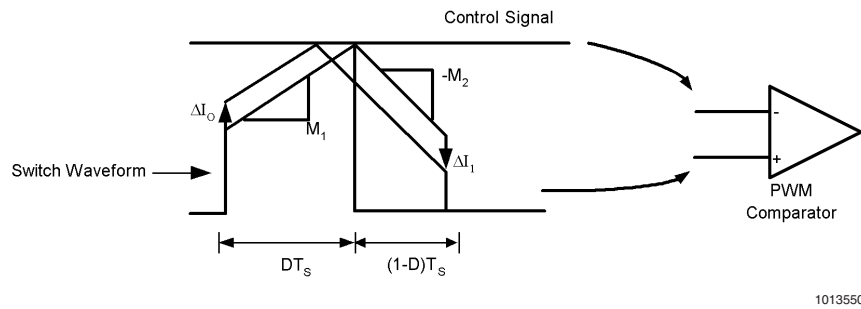 Control Signal
-M₂
ΔI₀
M₁
Switch Waveform
ΔI₁
-
+
PWM
Comparator
DTₛ
(1-D)Tₛ
1013550